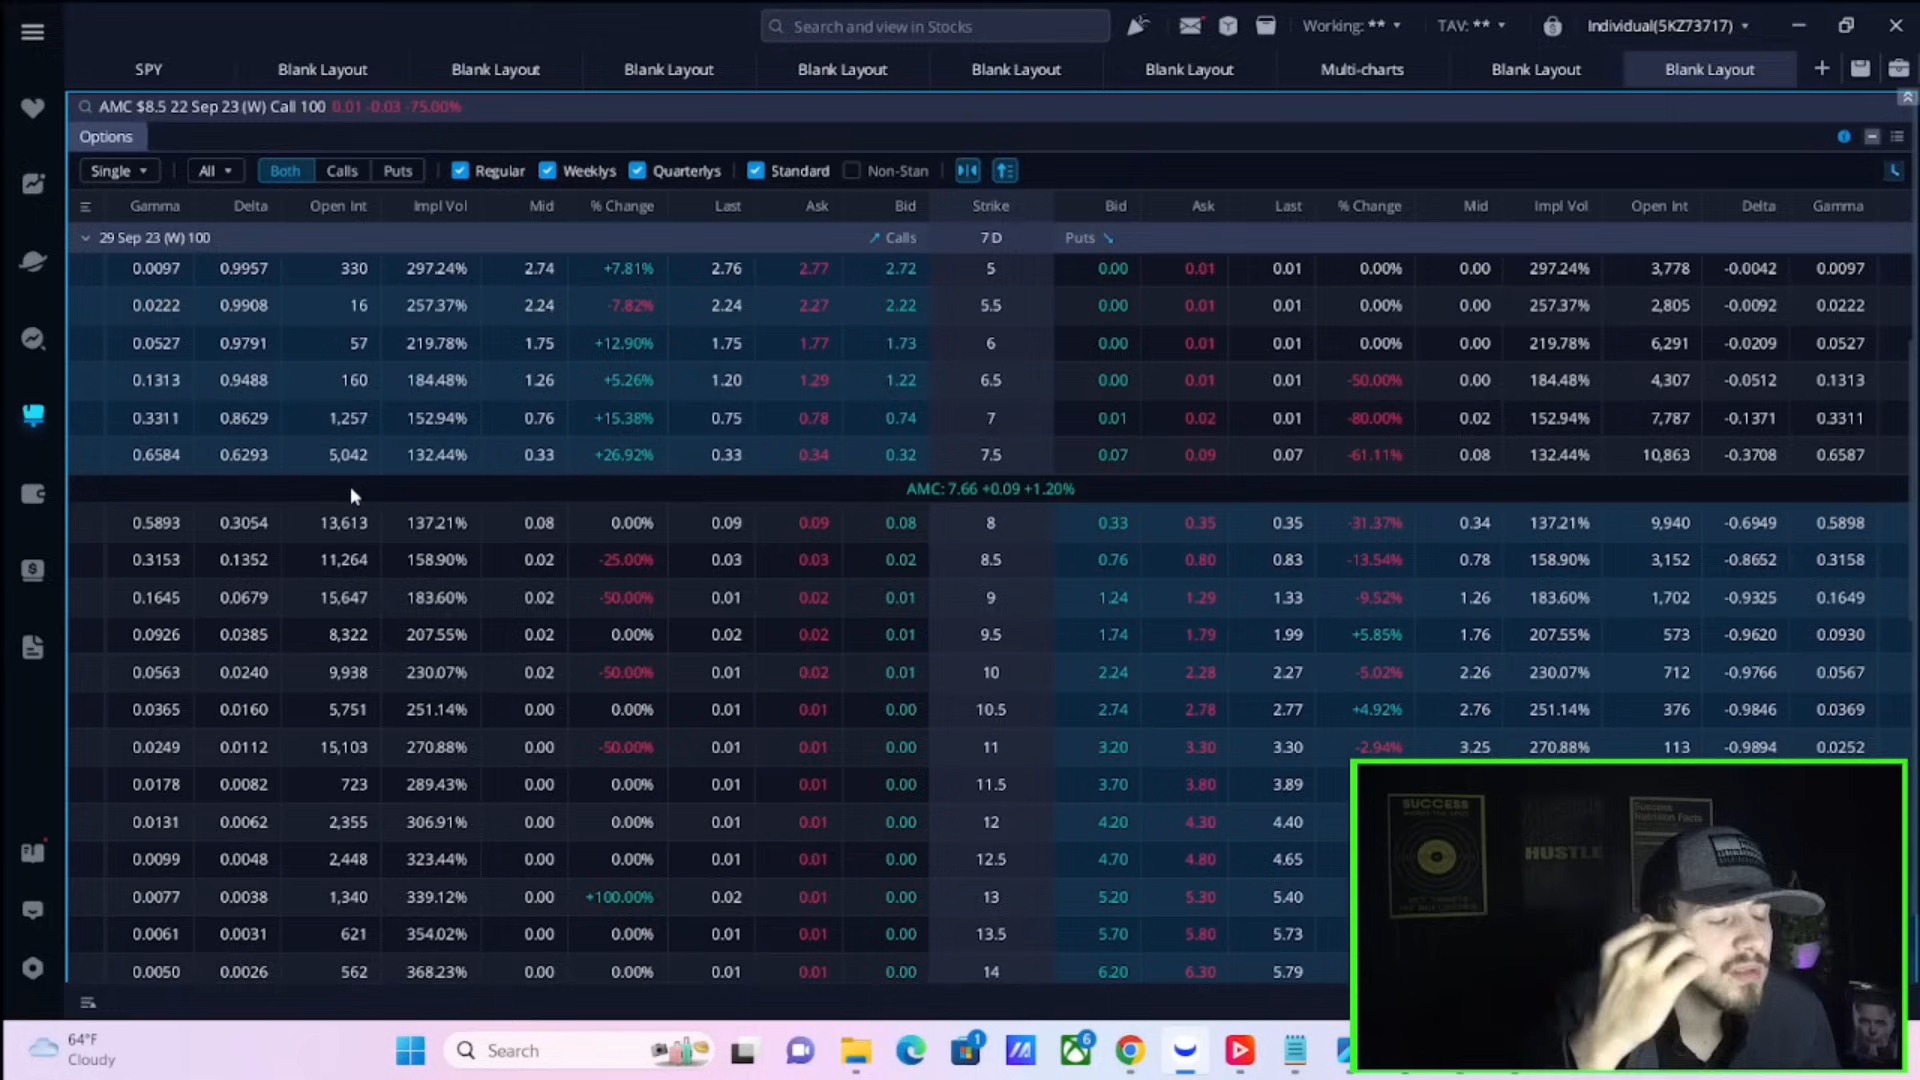 Search and view in Stocks Working: ** TAV: ** Individual(5KZ73717)
SPY Blank Layout Blank Layout Blank Layout Blank Layout Blank Layout Blank Layout Multi-charts Blank Layout Blank Layout
AMC $8.5 22 Sep 23 (W) Call 100 0.01 -0.03 -75.00%
Options
Single All Both Calls Puts Regular Weeklys Quarterlys Standard Non-Stan
Gamma Delta Open Int Impl Vol Mid % Change Last Ask Bid Strike Bid Ask Last % Change Mid Impl Vol Open Int Delta Gamma
29 Sep 23 (W) 100 Calls 7 D Puts
0.0097 0.9957 330 297.24% 2.74 +7.81% 2.76 2.77 2.72 5 0.00 0.01 0.01 0.00% 0.00 297.24% 3,778 -0.0042 0.0097
0.0222 0.9908 16 257.37% 2.24 -7.82% 2.24 2.27 2.22 5.5 0.00 0.01 0.01 0.00% 0.00 257.37% 2,805 -0.0092 0.0222
0.0527 0.9791 57 219.78% 1.75 +12.90% 1.75 1.77 1.73 6 0.00 0.01 0.01 0.00% 0.00 219.78% 6,291 -0.0209 0.0527
0.1313 0.9488 160 184.48% 1.26 +5.26% 1.20 1.29 1.22 6.5 0.00 0.01 0.01 -50.00% 0.00 184.48% 4,307 -0.0512 0.1313
0.3311 0.8629 1,257 152.94% 0.76 +15.38% 0.75 0.78 0.74 7 0.01 0.02 0.01 -80.00% 0.02 152.94% 7,787 -0.1371 0.3311
0.6584 0.6293 5,042 132.44% 0.33 +26.92% 0.33 0.34 0.32 7.5 0.07 0.09 0.07 -61.11% 0.08 132.44% 10,863 -0.3708 0.6587
AMC: 7.66 +0.09 +1.20%
0.5893 0.3054 13,613 137.21% 0.08 0.00% 0.09 0.09 0.08 8 0.33 0.35 0.35 -31.37% 0.34 137.21% 9,940 -0.6949 0.5898
0.3153 0.1352 11,264 158.90% 0.02 -25.00% 0.03 0.03 0.02 8.5 0.76 0.80 0.83 -13.54% 0.78 158.90% 3,152 -0.8652 0.3158
0.1645 0.0679 15,647 183.60% 0.02 -50.00% 0.01 0.02 0.01 9 1.24 1.29 1.33 -9.52% 1.26 183.60% 1,702 -0.9325 0.1649
0.0926 0.0385 8,322 207.55% 0.02 0.00% 0.02 0.02 0.01 9.5 1.74 1.79 1.99 +5.85% 1.76 207.55% 573 -0.9620 0.0930
0.0563 0.0240 9,938 230.07% 0.02 -50.00% 0.01 0.02 0.01 10 2.24 2.28 2.27 -5.02% 2.26 230.07% 712 -0.9766 0.0567
0.0365 0.0160 5,751 251.14% 0.00 0.00% 0.01 0.01 0.00 10.5 2.74 2.78 2.77 +4.92% 2.76 251.14% 376 -0.9846 0.0369
0.0249 0.0112 15,103 270.88% 0.00 -50.00% 0.01 0.01 0.00 11 3.20 3.30 3.30 -2.94% 3.25 270.88% 113 -0.9894 0.0252
0.0178 0.0082 723 289.43% 0.00 0.00% 0.01 0.01 0.00 11.5 3.70 3.80 3.89
0.0131 0.0062 2,355 306.91% 0.00 0.00% 0.01 0.01 0.00 12 4.20 4.30 4.40
0.0099 0.0048 2,448 323.44% 0.00 0.00% 0.01 0.01 0.00 12.5 4.70 4.80 4.65
0.0077 0.0038 1,340 339.12% 0.00 +100.00% 0.02 0.01 0.00 13 5.20 5.30 5.40
0.0061 0.0031 621 354.02% 0.00 0.00% 0.01 0.01 0.00 13.5 5.70 5.80 5.73
0.0050 0.0026 562 368.23% 0.00 0.00% 0.01 0.01 0.00 14 6.20 6.30 5.79
SUCCESS
HUSTLE
Success
Nutrition Facts
64°F
Cloudy
Search
1
6